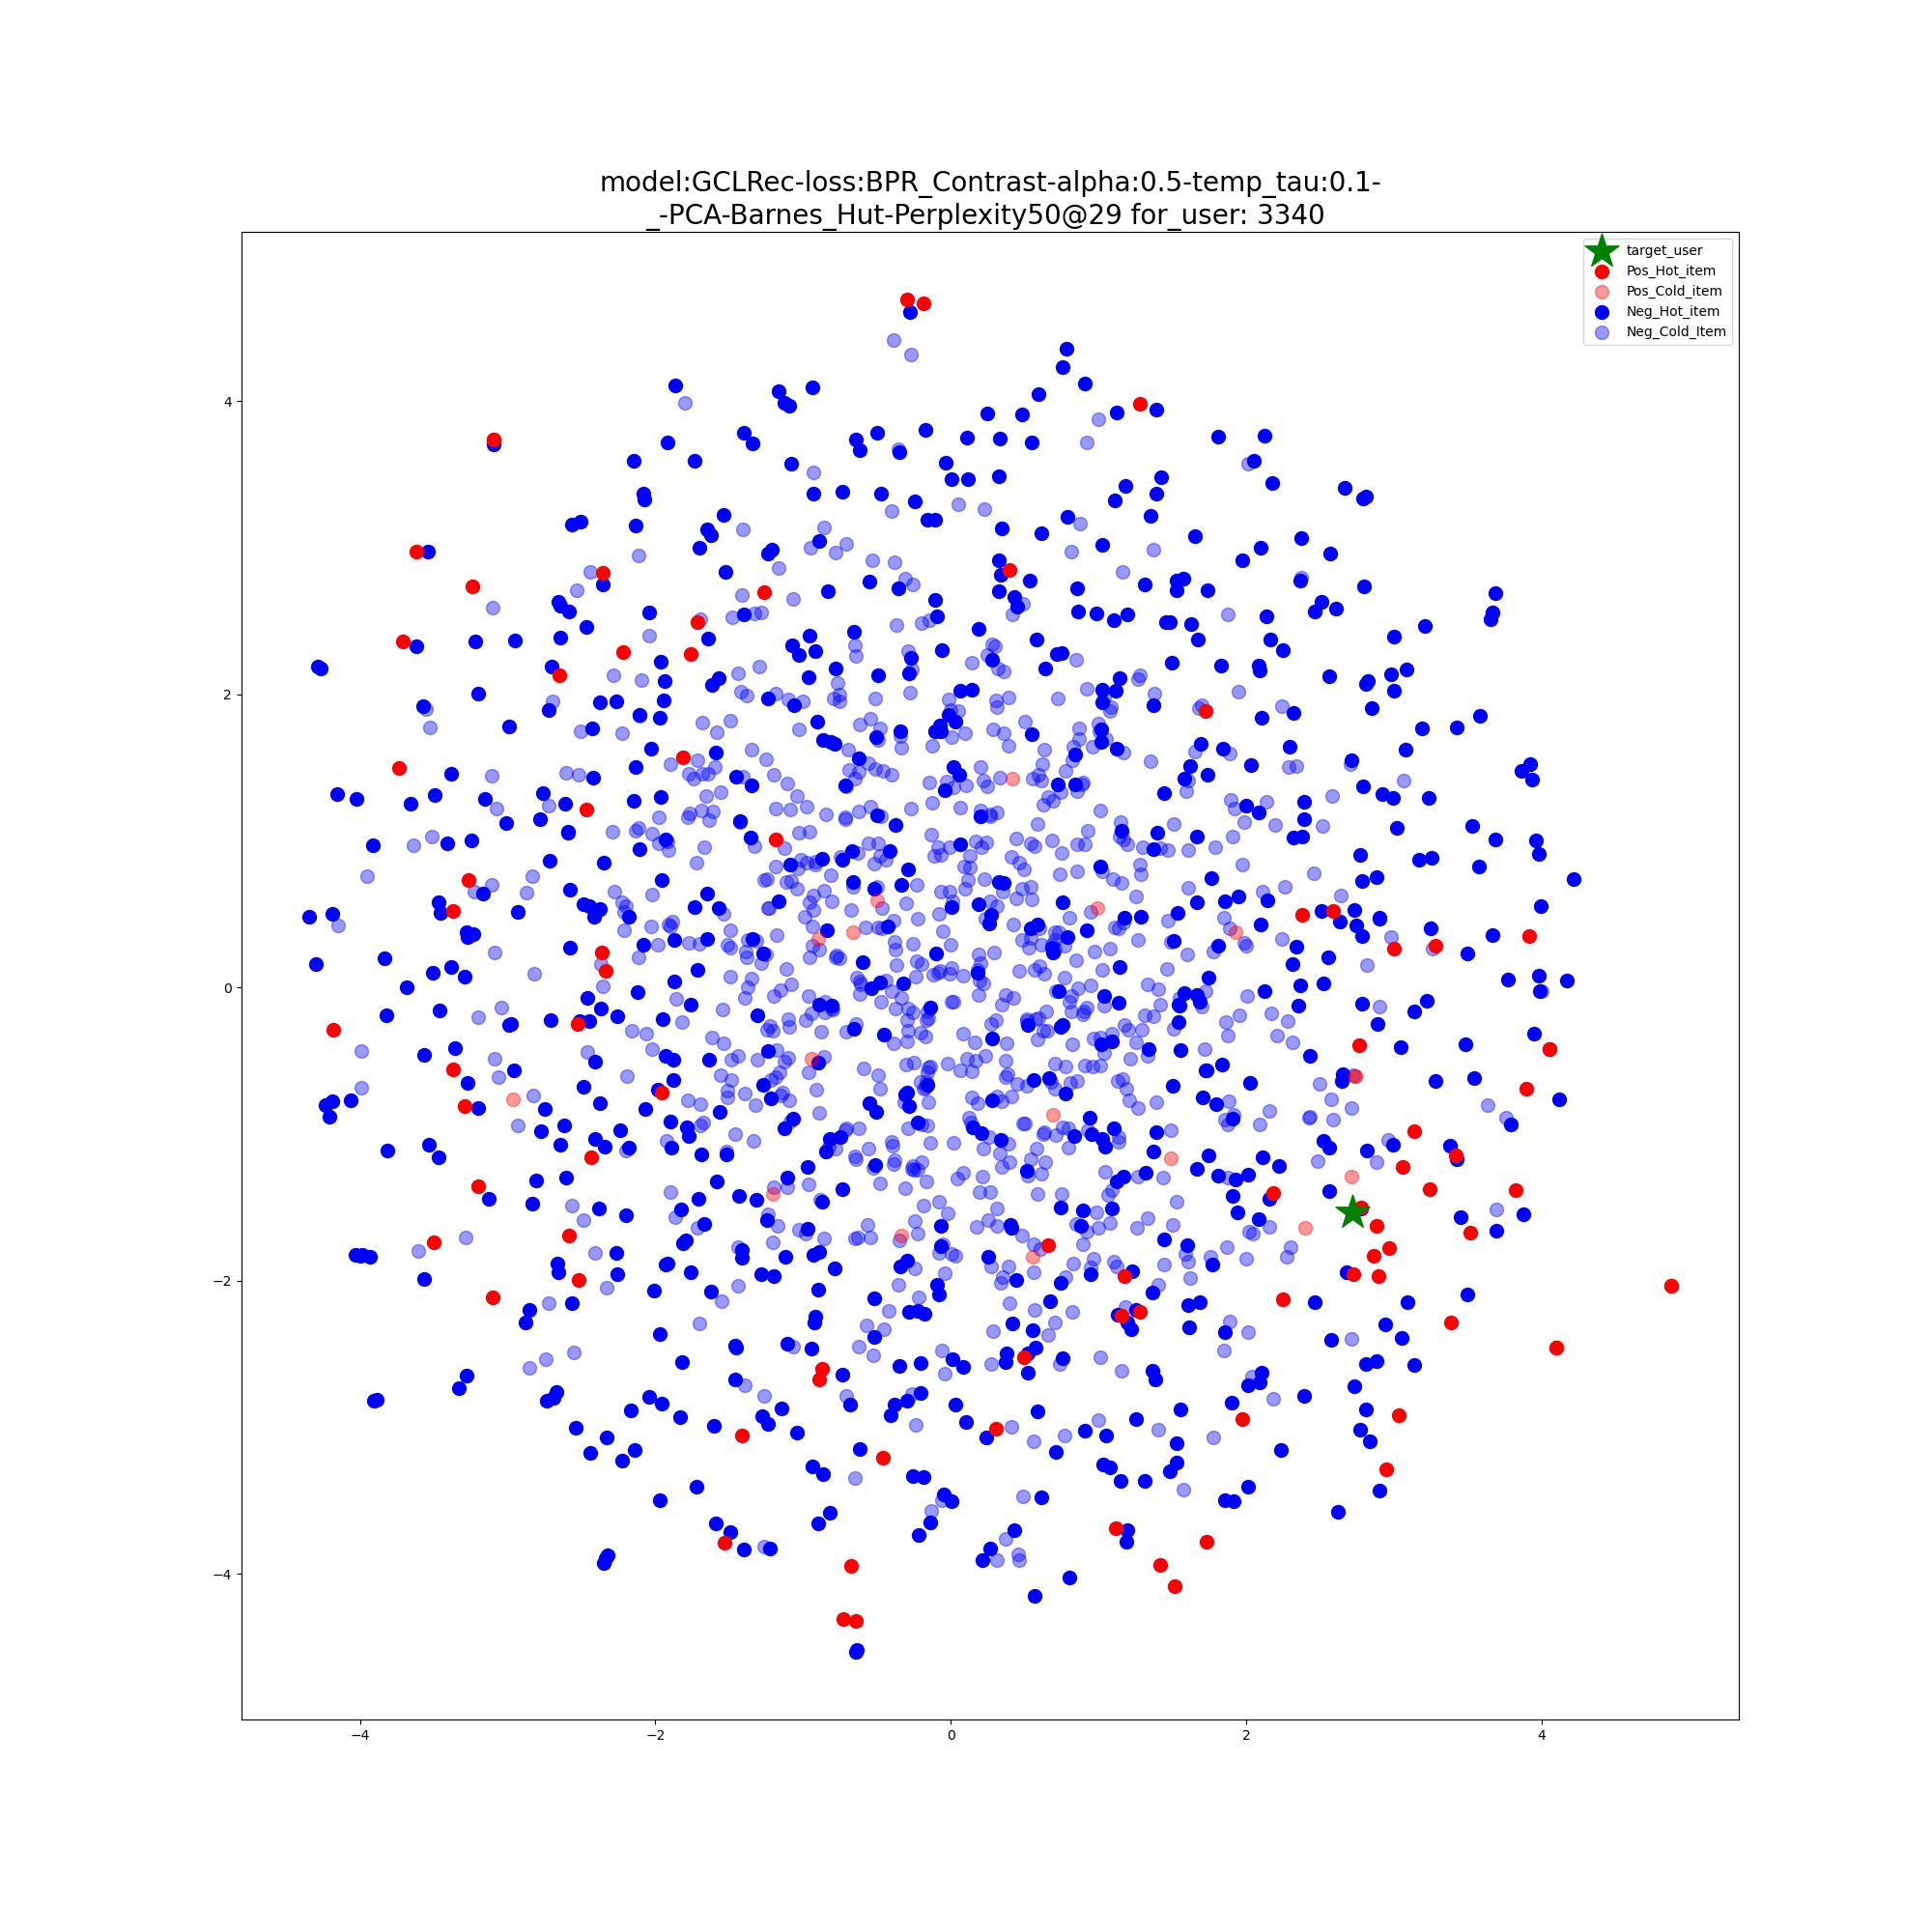 model:GCLRec-loss:BPR_Contrast-alpha:0.5-temp_tau:0.1-
_-PCA-Barnes_Hut-Perplexity50@29 for_user: 3340
target_user
Pos_Hot_item
Pos_Cold_item
Neg_Hot_item
Neg_Cold_Item
4
2
0
−2
−4
−4
−2
0
2
4